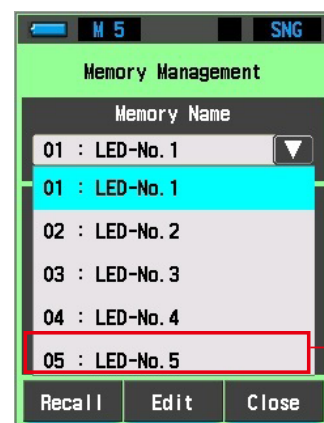 M 5 SNG
Memory Management
Memory Name
01 : LED-No. 1
01 : LED-No. 1
02 : LED-No. 2
03 : LED-No. 3
04 : LED-No. 4
05 : LED-No. 5
Recall Edit Close